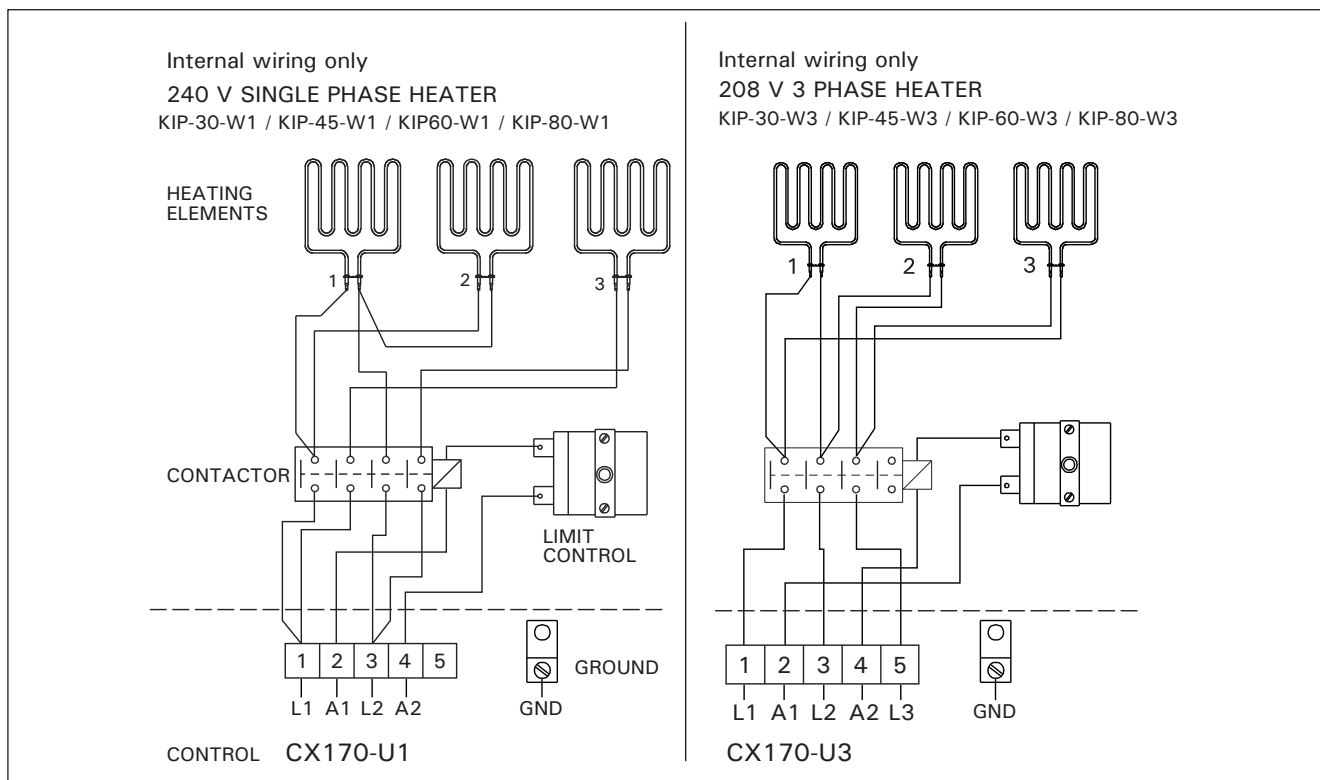 Internal wiring only
240 V SINGLE PHASE HEATER
KIP-30-W1 / KIP-45-W1 / KIP60-W1 / KIP-80-W1
HEATING
ELEMENTS
1
2
3
CONTACTOR
LIMIT
CONTROL
1 2 3 4 5
GROUND
L1 A1 L2 A2
GND
CONTROL CX170-U1
Internal wiring only
208 V 3 PHASE HEATER
KIP-30-W3 / KIP-45-W3 / KIP-60-W3 / KIP-80-W3
1
2
3
1 2 3 4 5
L1 A1 L2 A2 L3
GND
CX170-U3